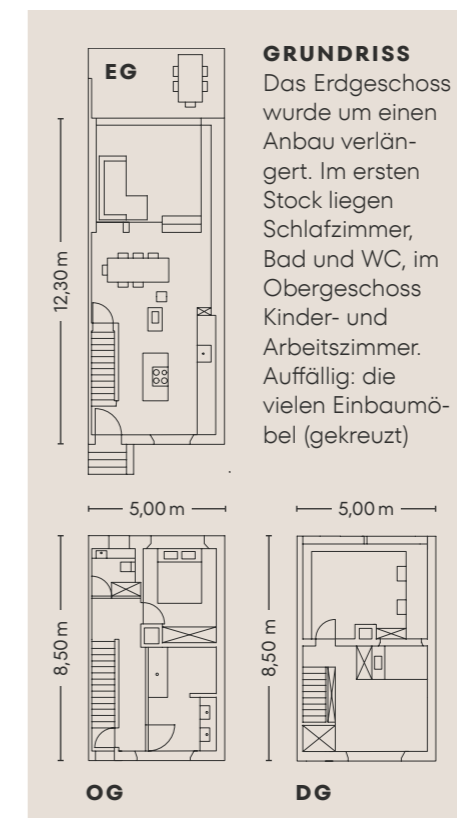 EG
GRUNDRISS
Das Erdgeschoss
wurde um einen
Anbau verlän-
gert. Im ersten
Stock liegen
Schlafzimmer,
Bad und WC, im
Obergeschoss
Kinder- und
Arbeitszimmer.
Auffällig: die
vielen Einbaumö-
bel (gekreuzt)
12,30 m
5,00 m
5,00 m
8,50 m
8,50 m
OG
DG